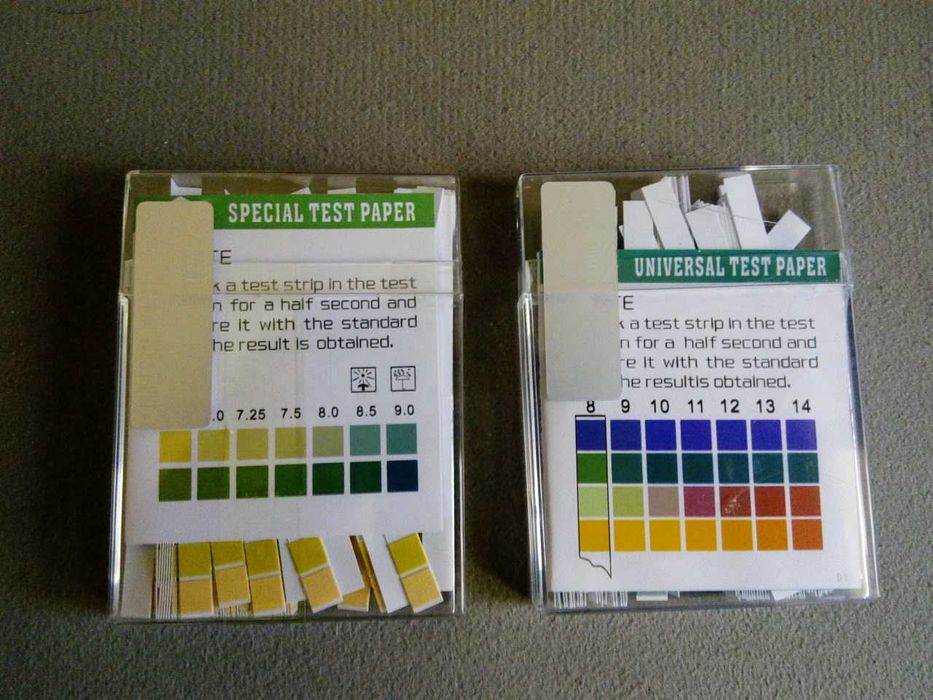 SPECIAL TEST PAPER
TE
k a test strip in the test
n for a half second and
re it with the standard
he result is obtained.
.0 7.25 7.5 8.0 8.5 9.0
UNIVERSAL TEST PAPER
TE
k a test strip in the test
n for a half second and
re it with the standard
he resultis obtained.
8 9 10 11 12 13 14
D1